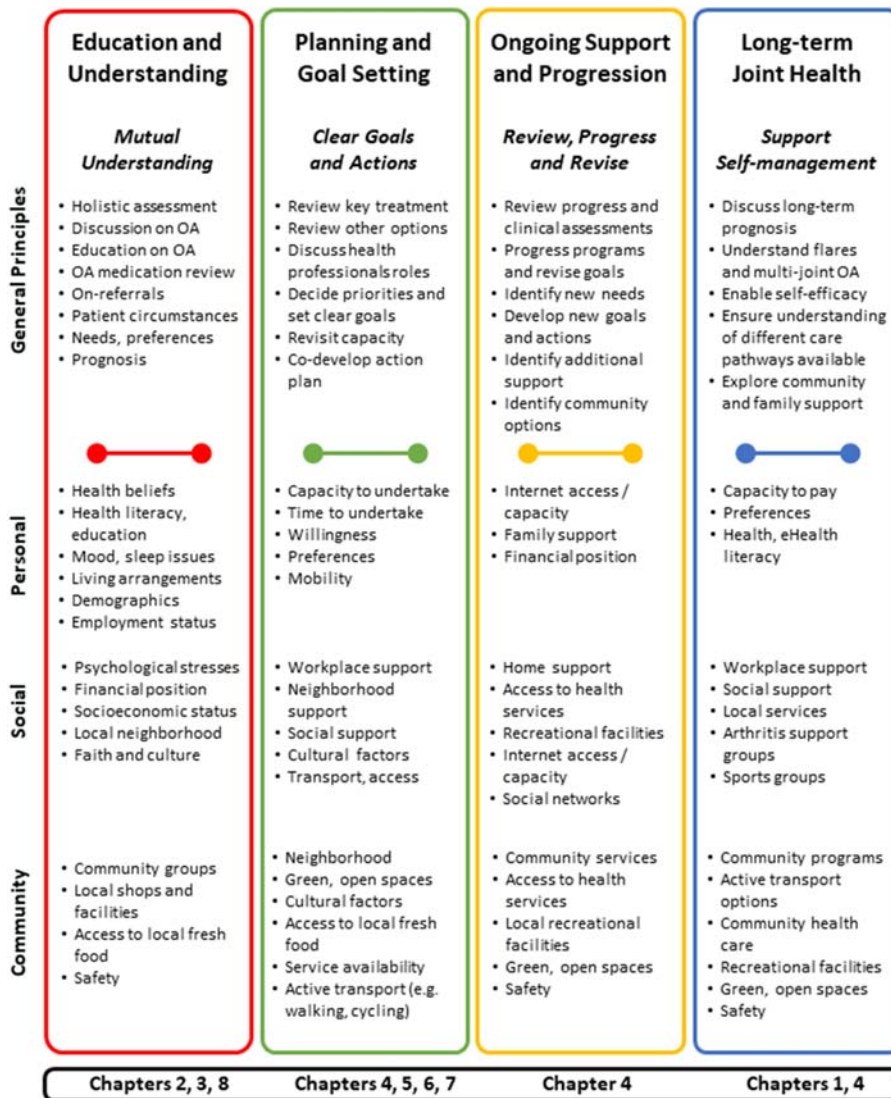 Education and
Understanding
Mutual
Understanding
• Holistic assessment
• Discussion on OA
• Education on OA
• OA medication review
• On-referrals
• Patient circumstances
• Needs, preferences
• Prognosis
• Health beliefs
• Health literacy,
education
• Mood, sleep issues
• Living arrangements
• Demographics
• Employment status
• Psychological stresses
• Financial position
• Socioeconomic status
• Local neighborhood
• Faith and culture
• Community groups
• Local shops and
facilities
• Access to local fresh
food
• Safety
Chapters 2, 3, 8
Planning and
Goal Setting
Clear Goals
and Actions
• Review key treatment
• Review other options
• Discuss health
professionals roles
• Decide priorities and
set clear goals
• Revisit capacity
• Co-develop action
plan
• Capacity to undertake
• Time to undertake
• Willingness
• Preferences
• Mobility
• Workplace support
• Neighborhood
support
• Social support
• Cultural factors
• Transport, access
• Neighborhood
• Green, open spaces
• Cultural factors
• Access to local fresh
food
• Service availability
• Active transport (e.g.
walking, cycling)
Chapters 4, 5, 6, 7
Ongoing Support
and Progression
Review, Progress
and Revise
• Review progress and
clinical assessments
• Progress programs
and revise goals
• Identify new needs
• Develop new goals
and actions
• Identify additional
support
• Identify community
options
• Internet access /
capacity
• Family support
• Financial position
• Home support
• Access to health
services
• Recreational facilities
• Internet access /
capacity
• Social networks
• Community services
• Access to health
services
• Local recreational
facilities
• Green, open spaces
• Safety
Chapter 4
Long-term
Joint Health
Support
Self-management
• Discuss long-term
prognosis
• Understand flares
and multi-joint OA
• Enable self-efficacy
• Ensure understanding
of different care
pathways available
• Explore community
and family support
• Capacity to pay
• Preferences
• Health, eHealth
literacy
• Workplace support
• Social support
• Local services
• Arthritis support
groups
• Sports groups
• Community programs
• Active transport
options
• Community health
care
• Recreational facilities
• Green, open spaces
• Safety
Chapters 1, 4
General Principles
Personal
Social
Community